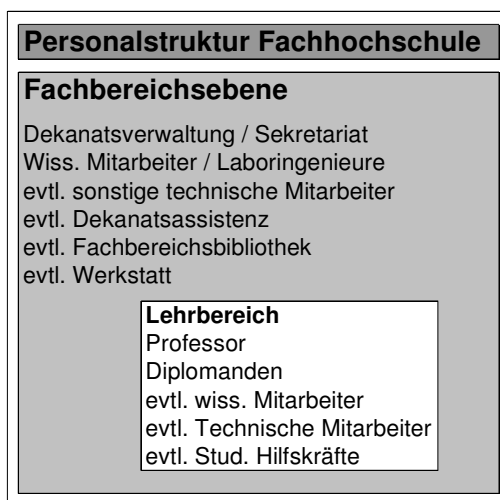 Personalstruktur Fachhochschule
Fachbereichsebene
Dekanatsverwaltung / Sekretariat
Wiss. Mitarbeiter / Laboringenieure
evtl. sonstige technische Mitarbeiter
evtl. Dekanatsassistenz
evtl. Fachbereichsbibliothek
evtl. Werkstatt
Lehrbereich
Professor
Diplomanden
evtl. wiss. Mitarbeiter
evtl. Technische Mitarbeiter
evtl. Stud. Hilfskräfte